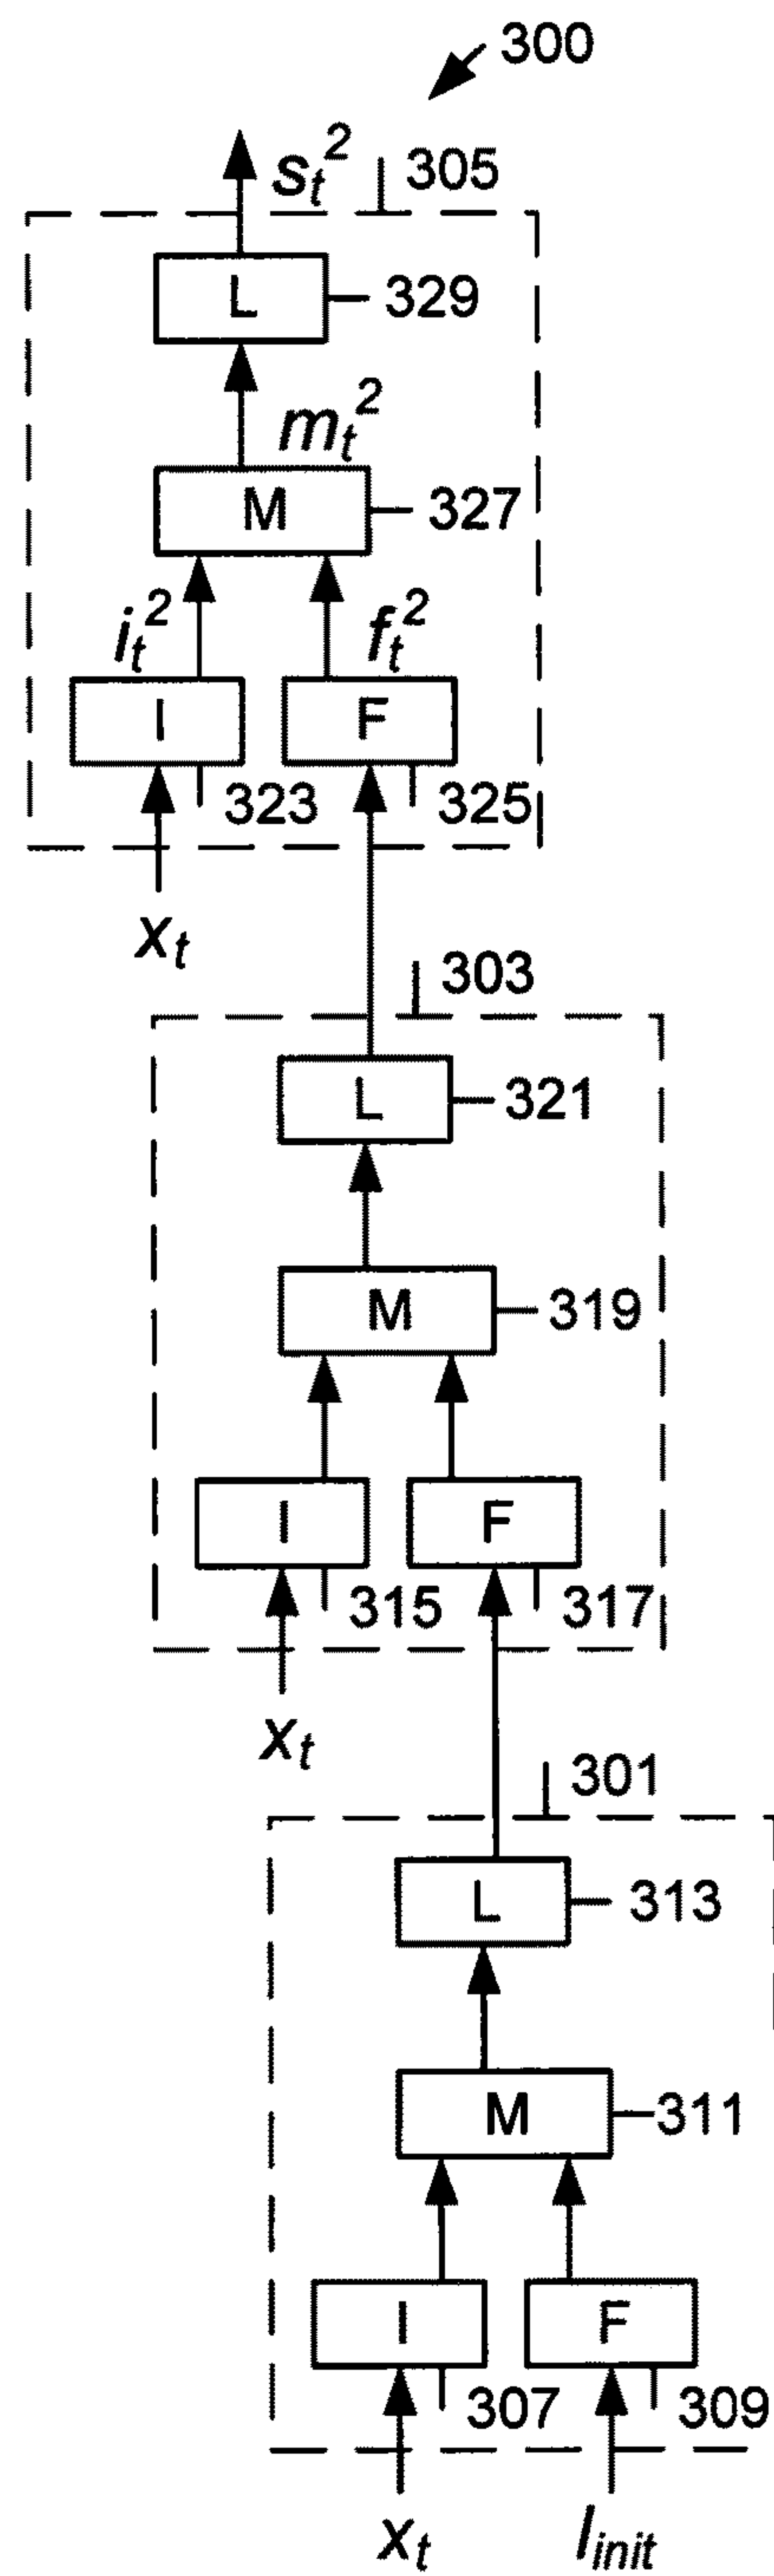 300
s_t^2 305
L 329
m_t^2
M 327
i_t^2 f_t^2
I F
323 325
x_t
303
L 321
M 319
I F
315 317
x_t
301
L 313
M 311
I F
307 309
x_t l_init